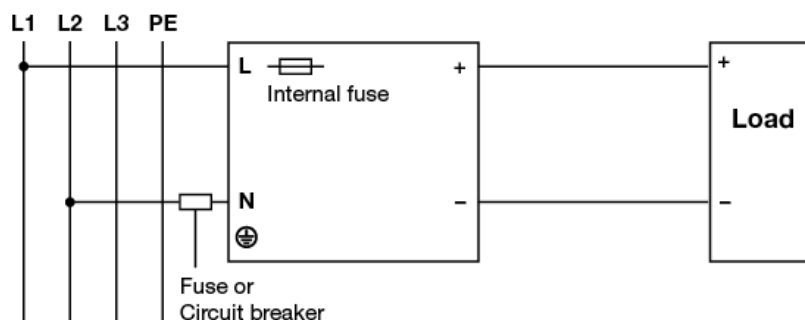 L1 L2 L3 PE
L
+
+
Internal fuse
Load
N
−
−
Fuse or
Circuit breaker